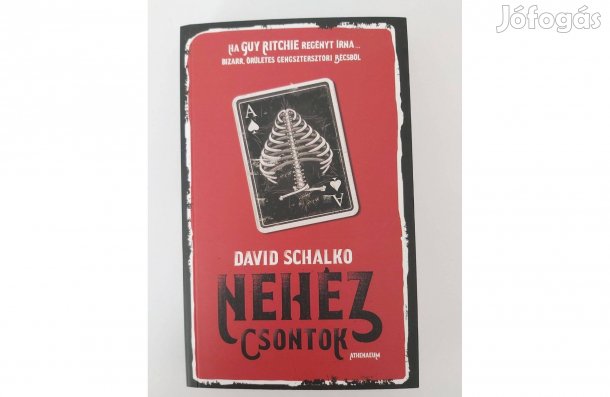 Jófogás
HA GUY RITCHIE REGÉNYT ÍRNA...
BIZARR, ŐRÜLETES GENGSZTERSZTORI BÉCSBŐL
A
A
DAVID SCHALKO
NEHÉZ
CSONTOK
ATHENAEUM